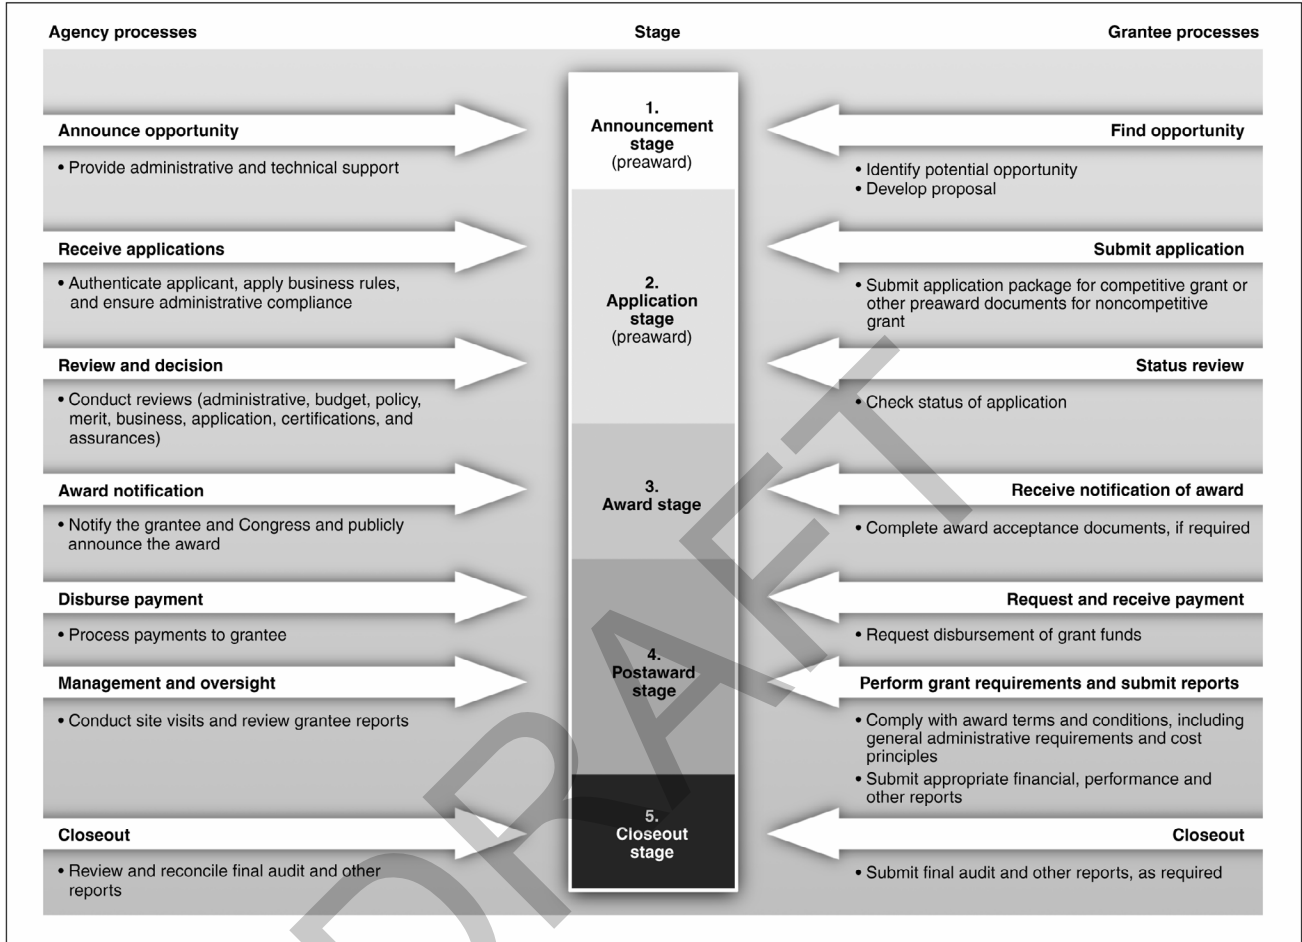 Agency processes
Stage
Grantee processes
1.
Announcement
stage
(preaward)
Announce opportunity
• Provide administrative and technical support
Find opportunity
• Identify potential opportunity
• Develop proposal
2.
Application
stage
(preaward)
Receive applications
• Authenticate applicant, apply business rules,
and ensure administrative compliance
Submit application
• Submit application package for competitive grant or
other preaward documents for noncompetitive
grant
Review and decision
• Conduct reviews (administrative, budget, policy,
merit, business, application, certifications, and
assurances)
Status review
• Check status of application
3.
Award stage
Award notification
• Notify the grantee and Congress and publicly
announce the award
Receive notification of award
• Complete award acceptance documents, if required
4.
Postaward
stage
Disburse payment
• Process payments to grantee
Request and receive payment
• Request disbursement of grant funds
Management and oversight
• Conduct site visits and review grantee reports
Perform grant requirements and submit reports
• Comply with award terms and conditions, including
general administrative requirements and cost
principles
• Submit appropriate financial, performance and
other reports
5.
Closeout
stage
Closeout
• Review and reconcile final audit and other
reports
Closeout
• Submit final audit and other reports, as required
DRAFT